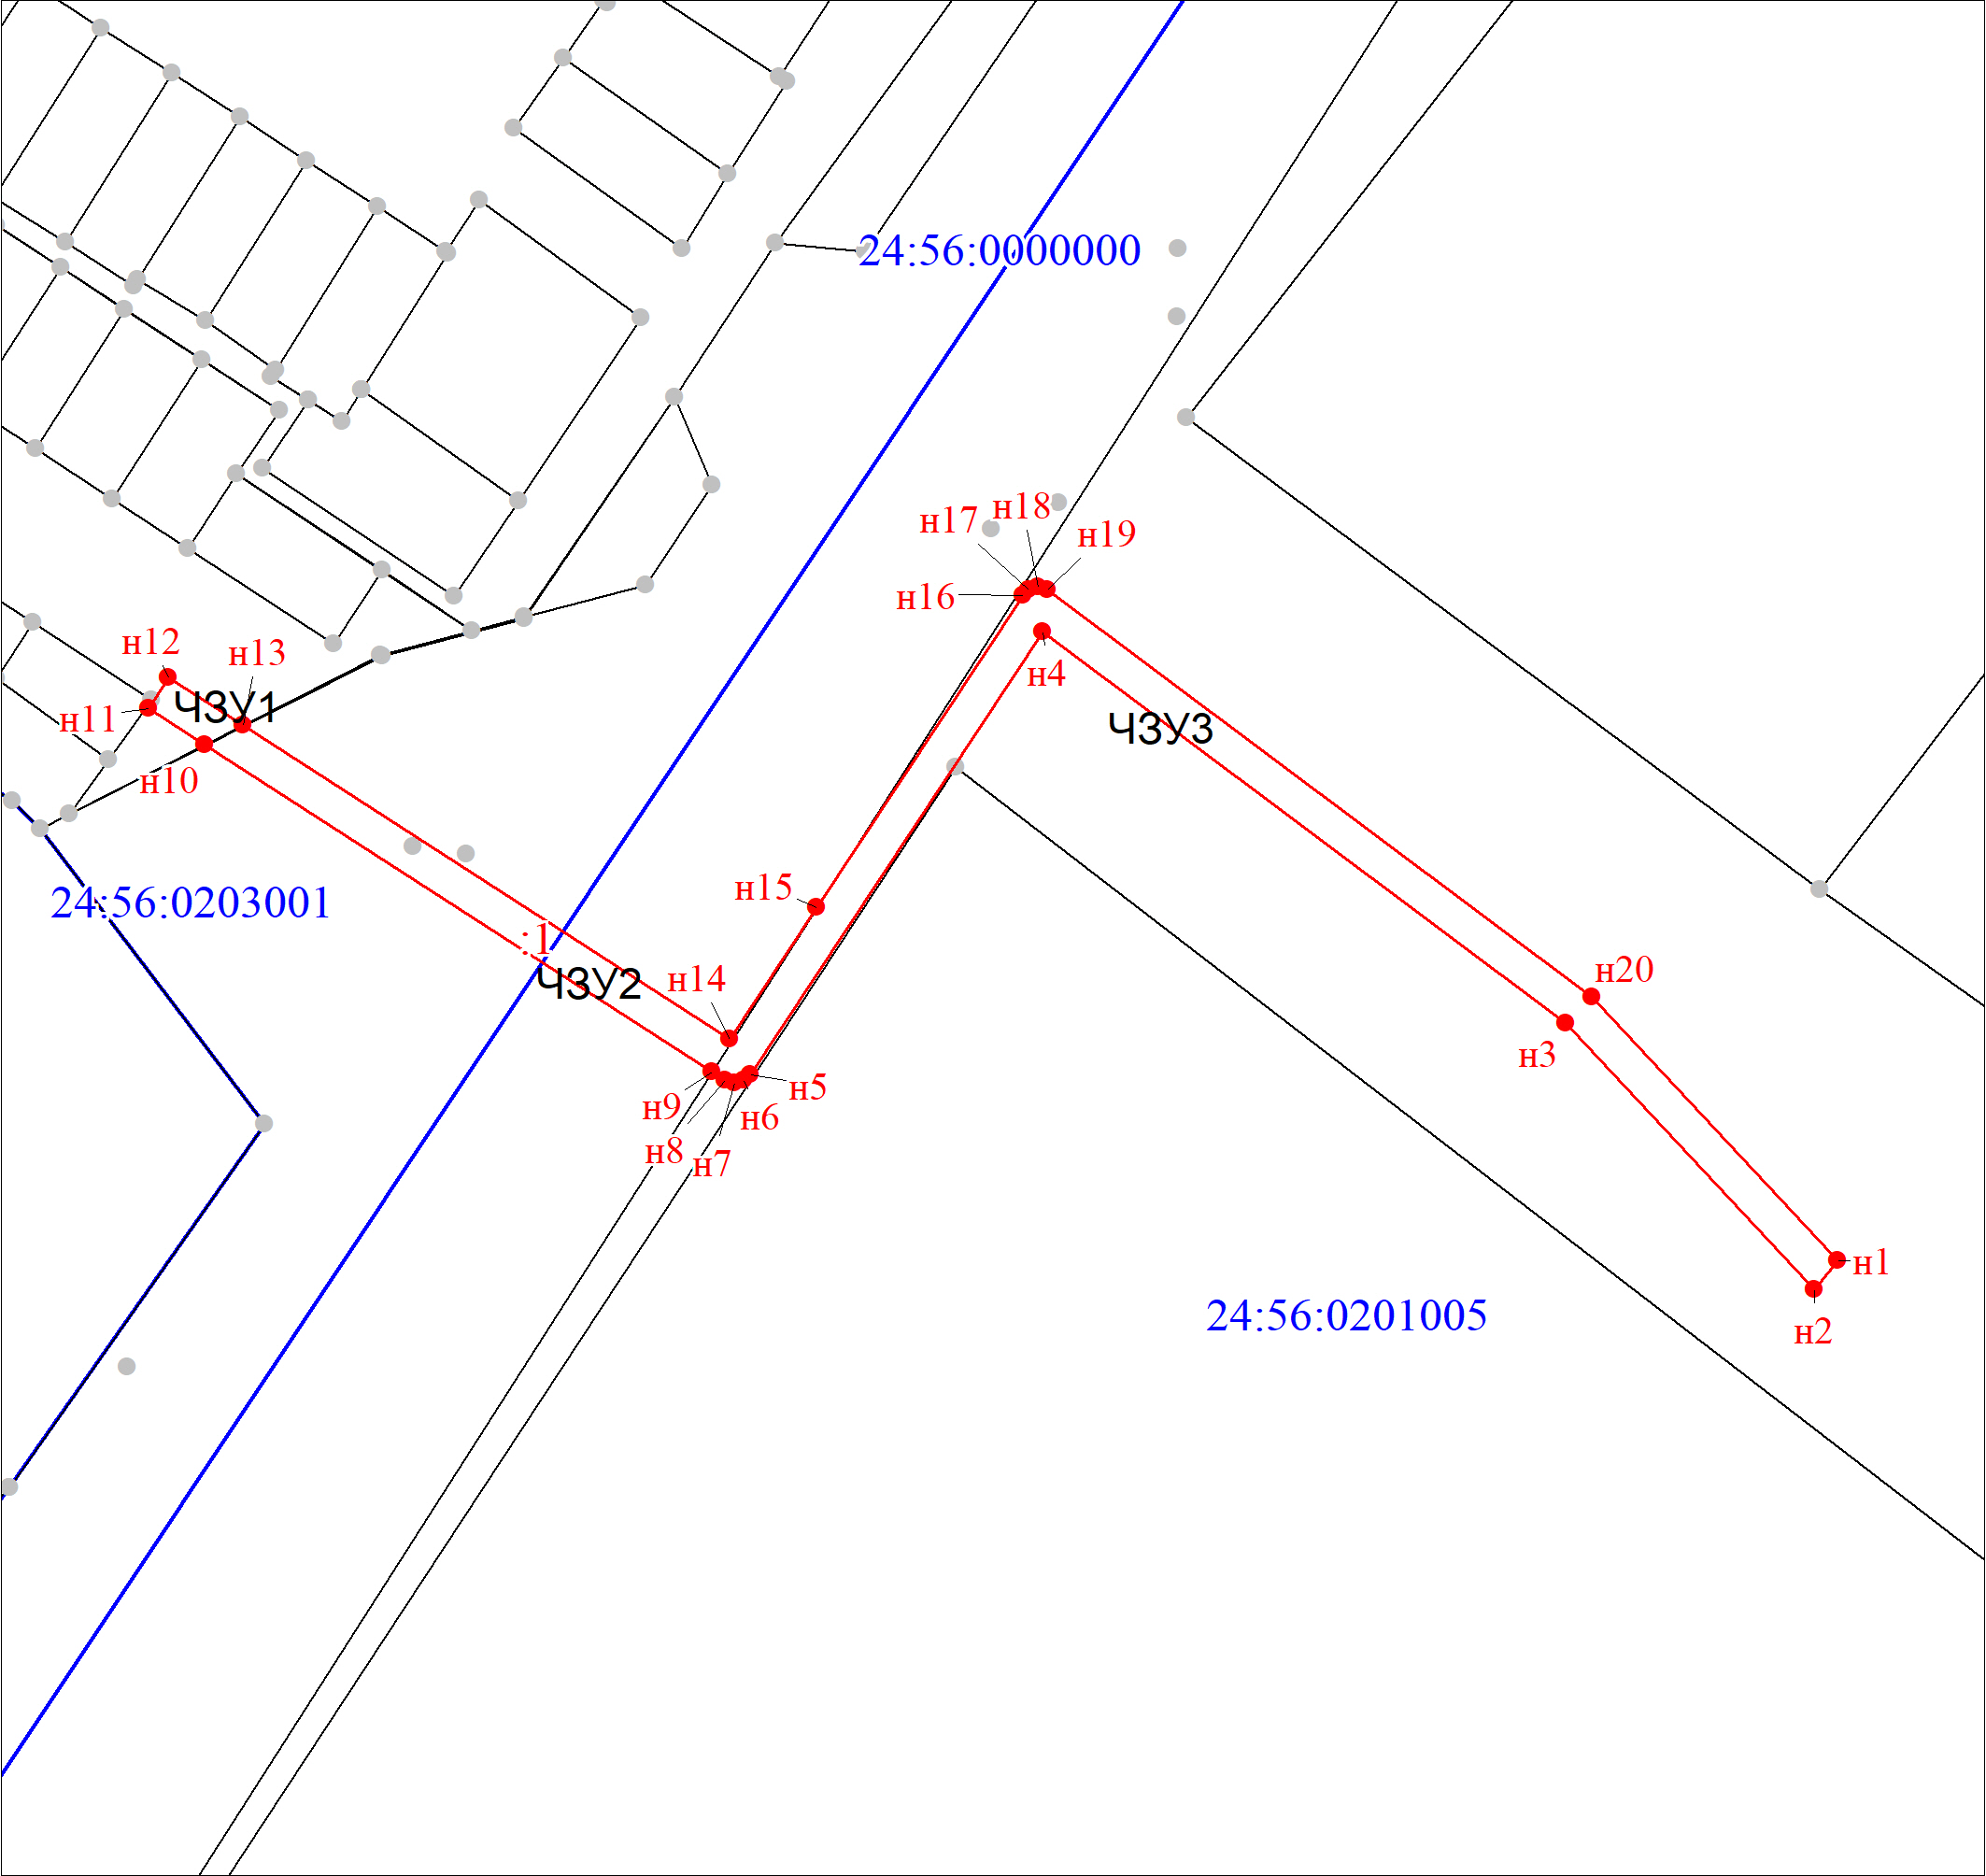 24:56:0000000
н18
н17
н19
н16
н12
н13
н4
ЧЗУ1
н11
ЧЗУ3
н10
н15
24:56:0203001
:1
н20
н14
ЧЗУ2
н3
н5
н9
н6
н8
н7
н1
24:56:0201005
н2